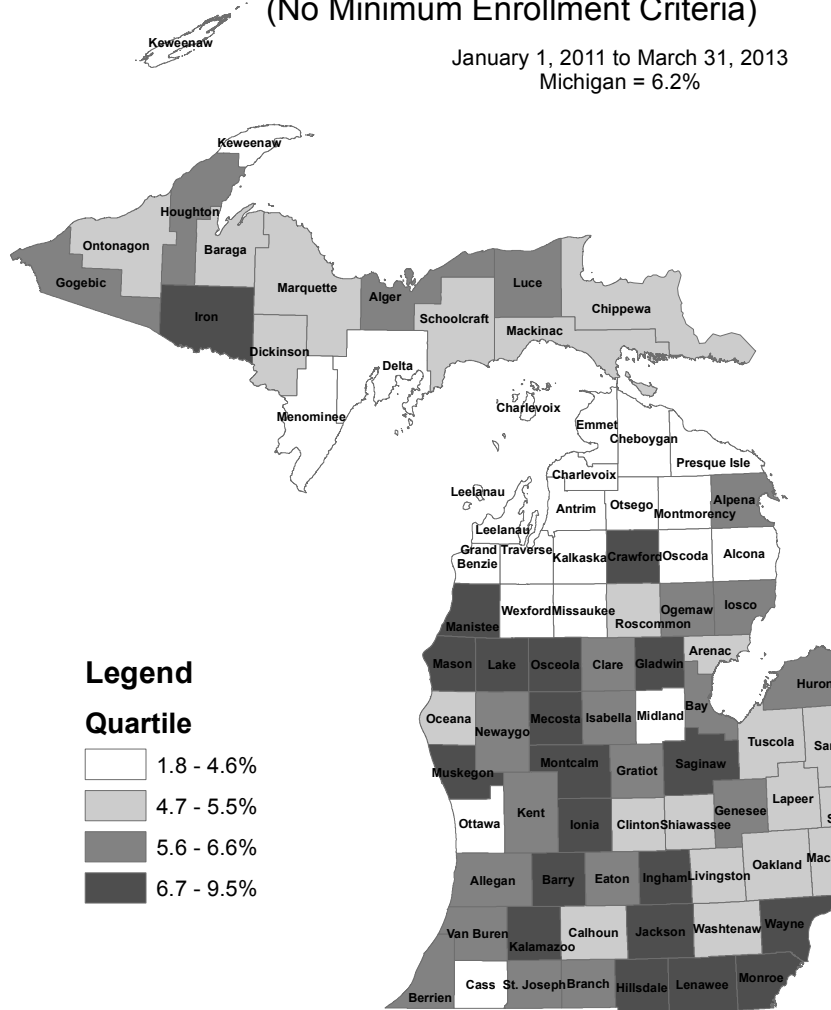 (No Minimum Enrollment Criteria)
January 1, 2011 to March 31, 2013
Michigan = 6.2%
Keweenaw
Keweenaw
Houghton
Ontonagon
Baraga
Gogebic
Marquette
Alger
Luce
Iron
Schoolcraft
Chippewa
Mackinac
Dickinson
Delta
Menominee
Charlevoix
Emmet
Cheboygan
Presque Isle
Charlevoix
Leelanau
Antrim
Otsego
Montmorency
Alpena
Leelanau
Grand Traverse
Benzie
Kalkaska
Crawford
Oscoda
Alcona
Manistee
Wexford
Missaukee
Roscommon
Ogemaw
Iosco
Mason
Lake
Osceola
Clare
Gladwin
Arenac
Huron
Oceana
Newaygo
Mecosta
Isabella
Midland
Bay
Tuscola
Sa
Muskegon
Montcalm
Gratiot
Saginaw
Genesee
Lapeer
S
Ottawa
Kent
Ionia
Clinton
Shiawassee
Allegan
Barry
Eaton
Ingham
Livingston
Oakland
Mac
Van Buren
Kalamazoo
Calhoun
Jackson
Washtenaw
Wayne
Berrien
Cass
St. Joseph
Branch
Hillsdale
Lenawee
Monroe
Legend
Quartile
1.8 - 4.6%
4.7 - 5.5%
5.6 - 6.6%
6.7 - 9.5%